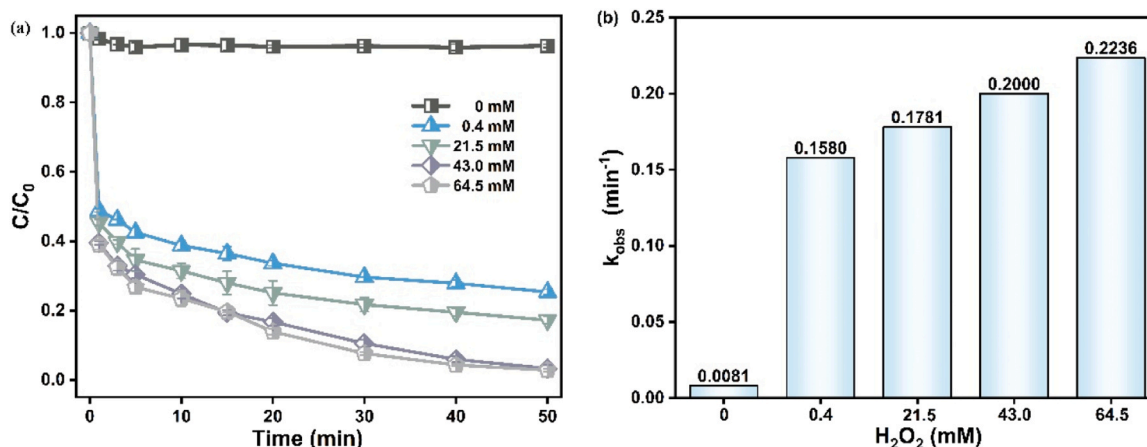 (a)
1.0
0.8
0.6
0.4
0.2
0.0
C/C0
0 mM
0.4 mM
21.5 mM
43.0 mM
64.5 mM
0 10 20 30 40 50
Time (min)
(b)
0.25
0.20
0.15
0.10
0.05
0.00
kobs (min-1)
0.0081
0.1580
0.1781
0.2000
0.2236
0 0.4 21.5 43.0 64.5
H2O2 (mM)